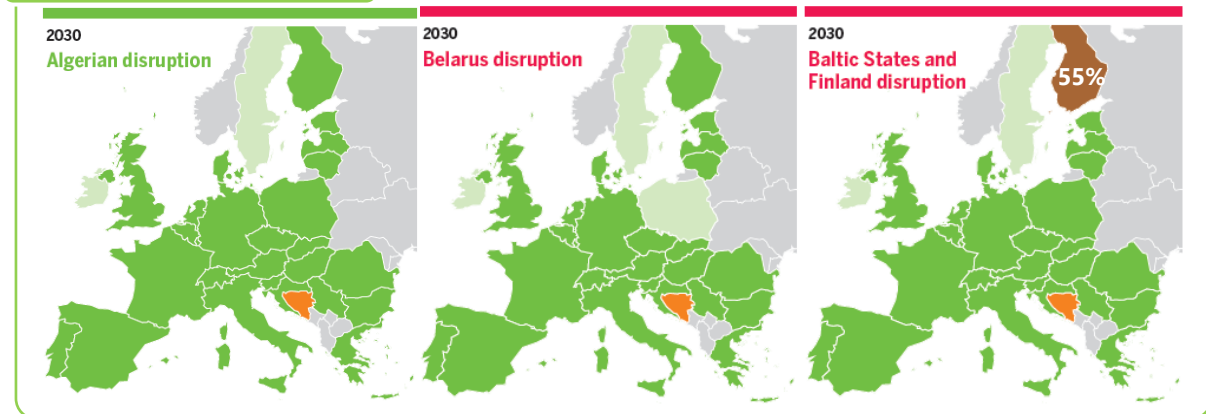 2030
Algerian disruption
2030
Belarus disruption
2030
Baltic States and
Finland disruption
55%